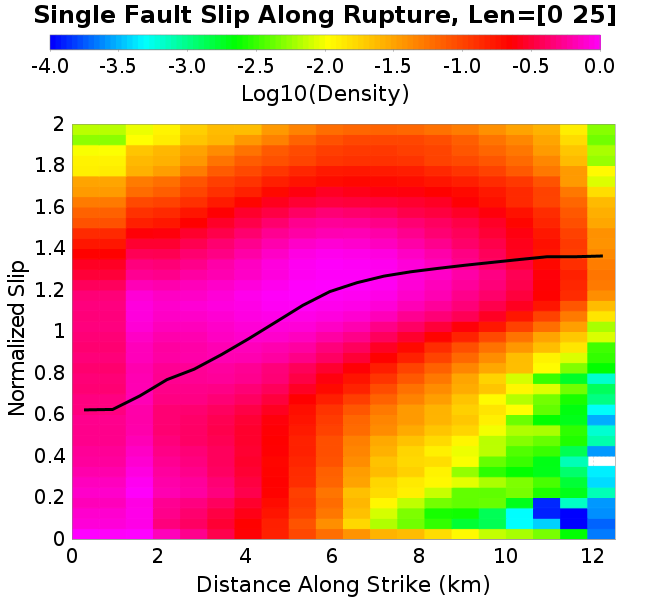 Single Fault Slip Along Rupture, Len=[0 25]
-4.0 -3.5 -3.0 -2.5 -2.0 -1.5 -1.0 -0.5 0.0
Log10(Density)
Normalized Slip
2
1.8
1.6
1.4
1.2
1
0.8
0.6
0.4
0.2
0
0 2 4 6 8 10 12
Distance Along Strike (km)